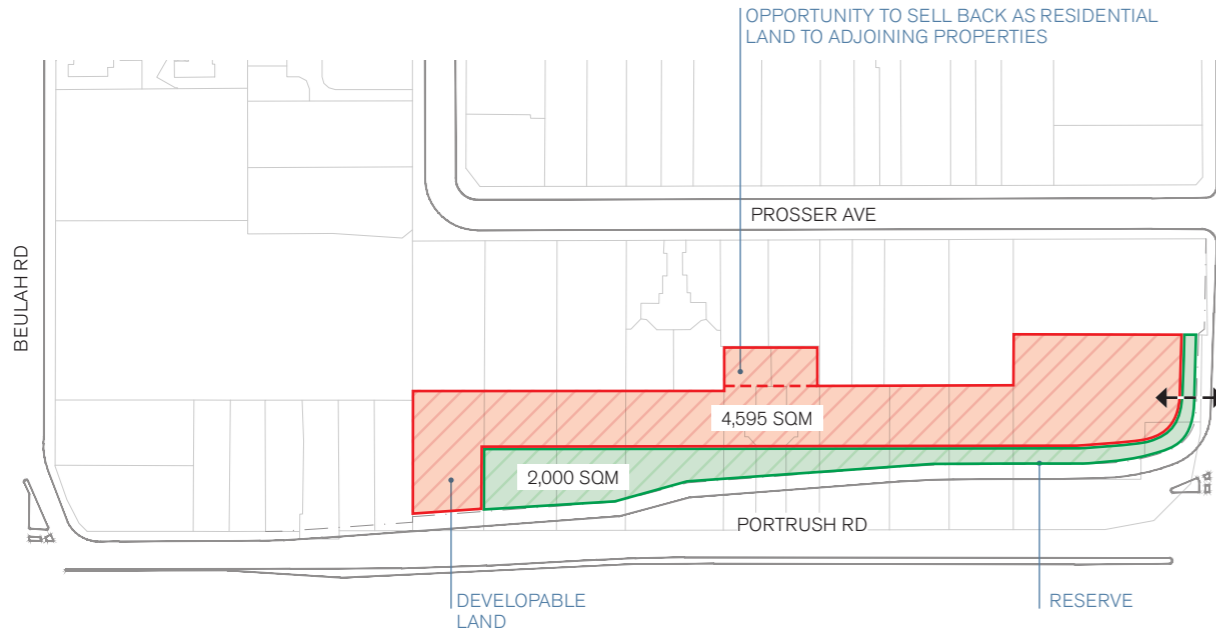 OPPORTUNITY TO SELL BACK AS RESIDENTIAL
LAND TO ADJOINING PROPERTIES
PROSSER AVE
BEULAH RD
4,595 SQM
2,000 SQM
PORTRUSH RD
DEVELOPABLE
LAND
RESERVE